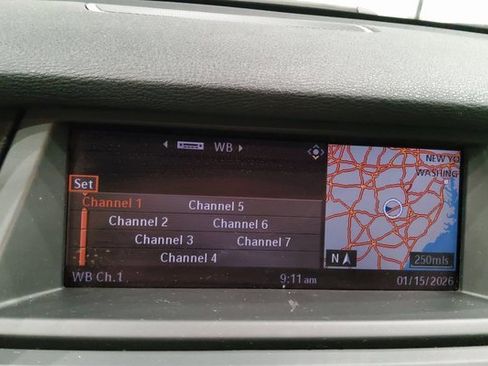 WB
Set
Channel 1
Channel 5
Channel 2
Channel 6
Channel 3
Channel 7
Channel 4
WB Ch.1
9:11 am
NEW YO
WASHING
N
250mls
01/15/2026